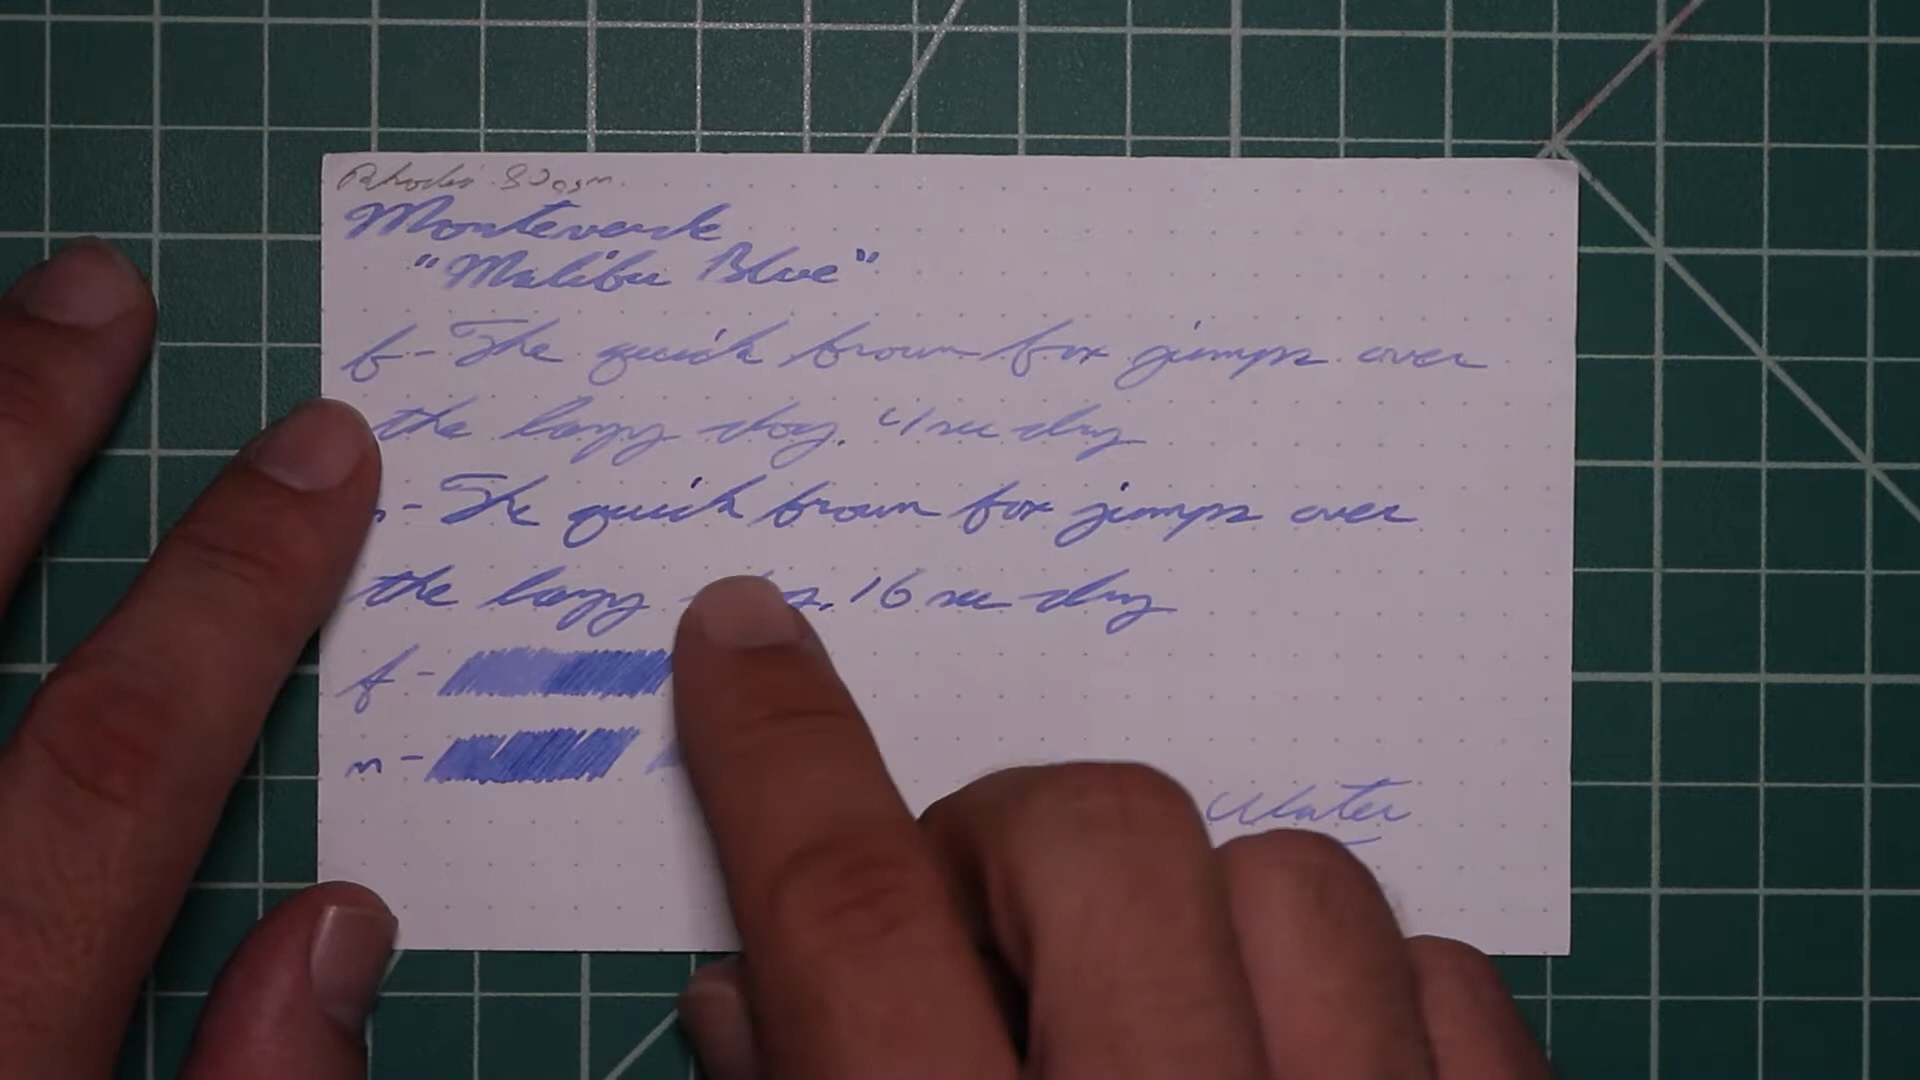 Rhodia 80gsm
Monteverde
"Malibu Blue"
f - The quick brown fox jumps over
the lazy dog. 4 sec dry
- The quick brown fox jumps over
the lazy . 16 sec dry
f -
m -
Water